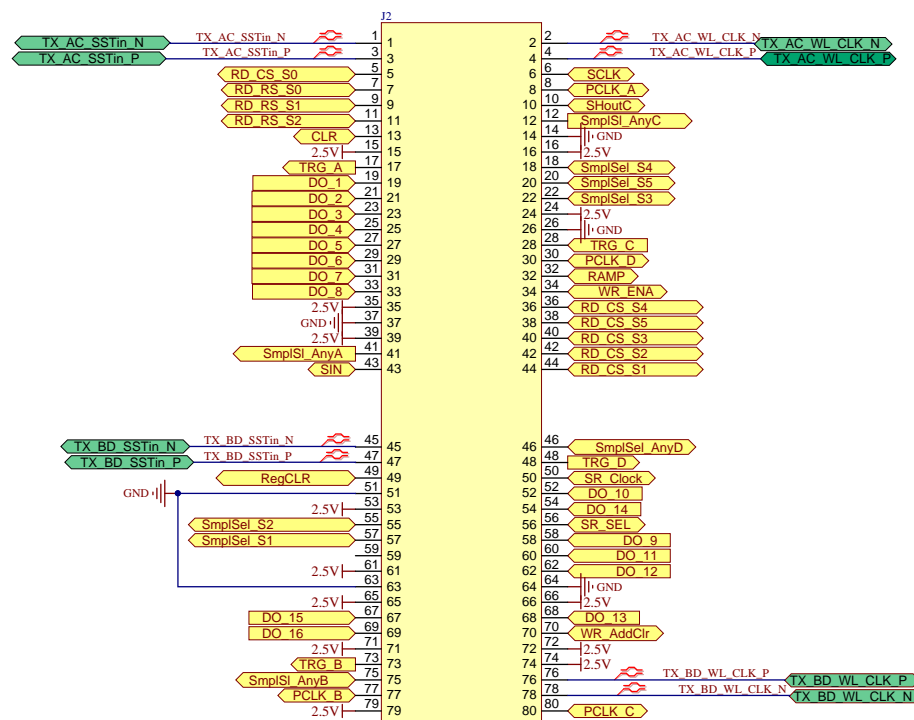 J2
TX_AC_SSTin_N TX_AC_SSTin_N 1 1 2 2 TX_AC_WL_CLK_N TX_AC_WL_CLK_N
TX_AC_SSTin_P TX_AC_SSTin_P 3 3 4 4 TX_AC_WL_CLK_P TX_AC_WL_CLK_P
RD_CS_S0 5 5 6 6 SCLK
RD_RS_S0 7 7 8 8 PCLK_A
RD_RS_S1 9 9 10 10 SHoutC
RD_RS_S2 11 11 12 12 SmplSl_AnyC
CLR 13 13 14 14 GND
2.5V 15 15 16 16 2.5V
TRG_A 17 17 18 18 SmplSel_S4
DO_1 19 19 20 20 SmplSel_S5
DO_2 21 21 22 22 SmplSel_S3
DO_3 23 23 24 24 2.5V
DO_4 25 25 26 26 GND
DO_5 27 27 28 28 TRG_C
DO_6 29 29 30 30 PCLK_D
DO_7 31 31 32 32 RAMP
DO_8 33 33 34 34 WR_ENA
2.5V 35 35 36 36 RD_CS_S4
GND 37 37 38 38 RD_CS_S5
2.5V 39 39 40 40 RD_CS_S3
SmplSl_AnyA 41 41 42 42 RD_CS_S2
SIN 43 43 44 44 RD_CS_S1
TX_BD_SSTin_N TX_BD_SSTin_N 45 45 46 46 SmplSel_AnyD
TX_BD_SSTin_P TX_BD_SSTin_P 47 47 48 48 TRG_D
RegCLR 49 49 50 50 SR_Clock
GND 51 51 52 52 DO_10
2.5V 53 53 54 54 DO_14
SmplSel_S2 55 55 56 56 SR_SEL
SmplSel_S1 57 57 58 58 DO_9
59 59 60 60 DO_11
2.5V 61 61 62 62 DO_12
63 63 64 64 GND
2.5V 65 65 66 66 2.5V
DO_15 67 67 68 68 DO_13
DO_16 69 69 70 70 WR_AddClr
2.5V 71 71 72 72 2.5V
TRG_B 73 73 74 74 2.5V
SmplSl_AnyB 75 75 76 76 TX_BD_WL_CLK_P TX_BD_WL_CLK_P
PCLK_B 77 77 78 78 TX_BD_WL_CLK_N TX_BD_WL_CLK_N
2.5V 79 79 80 80 PCLK_C